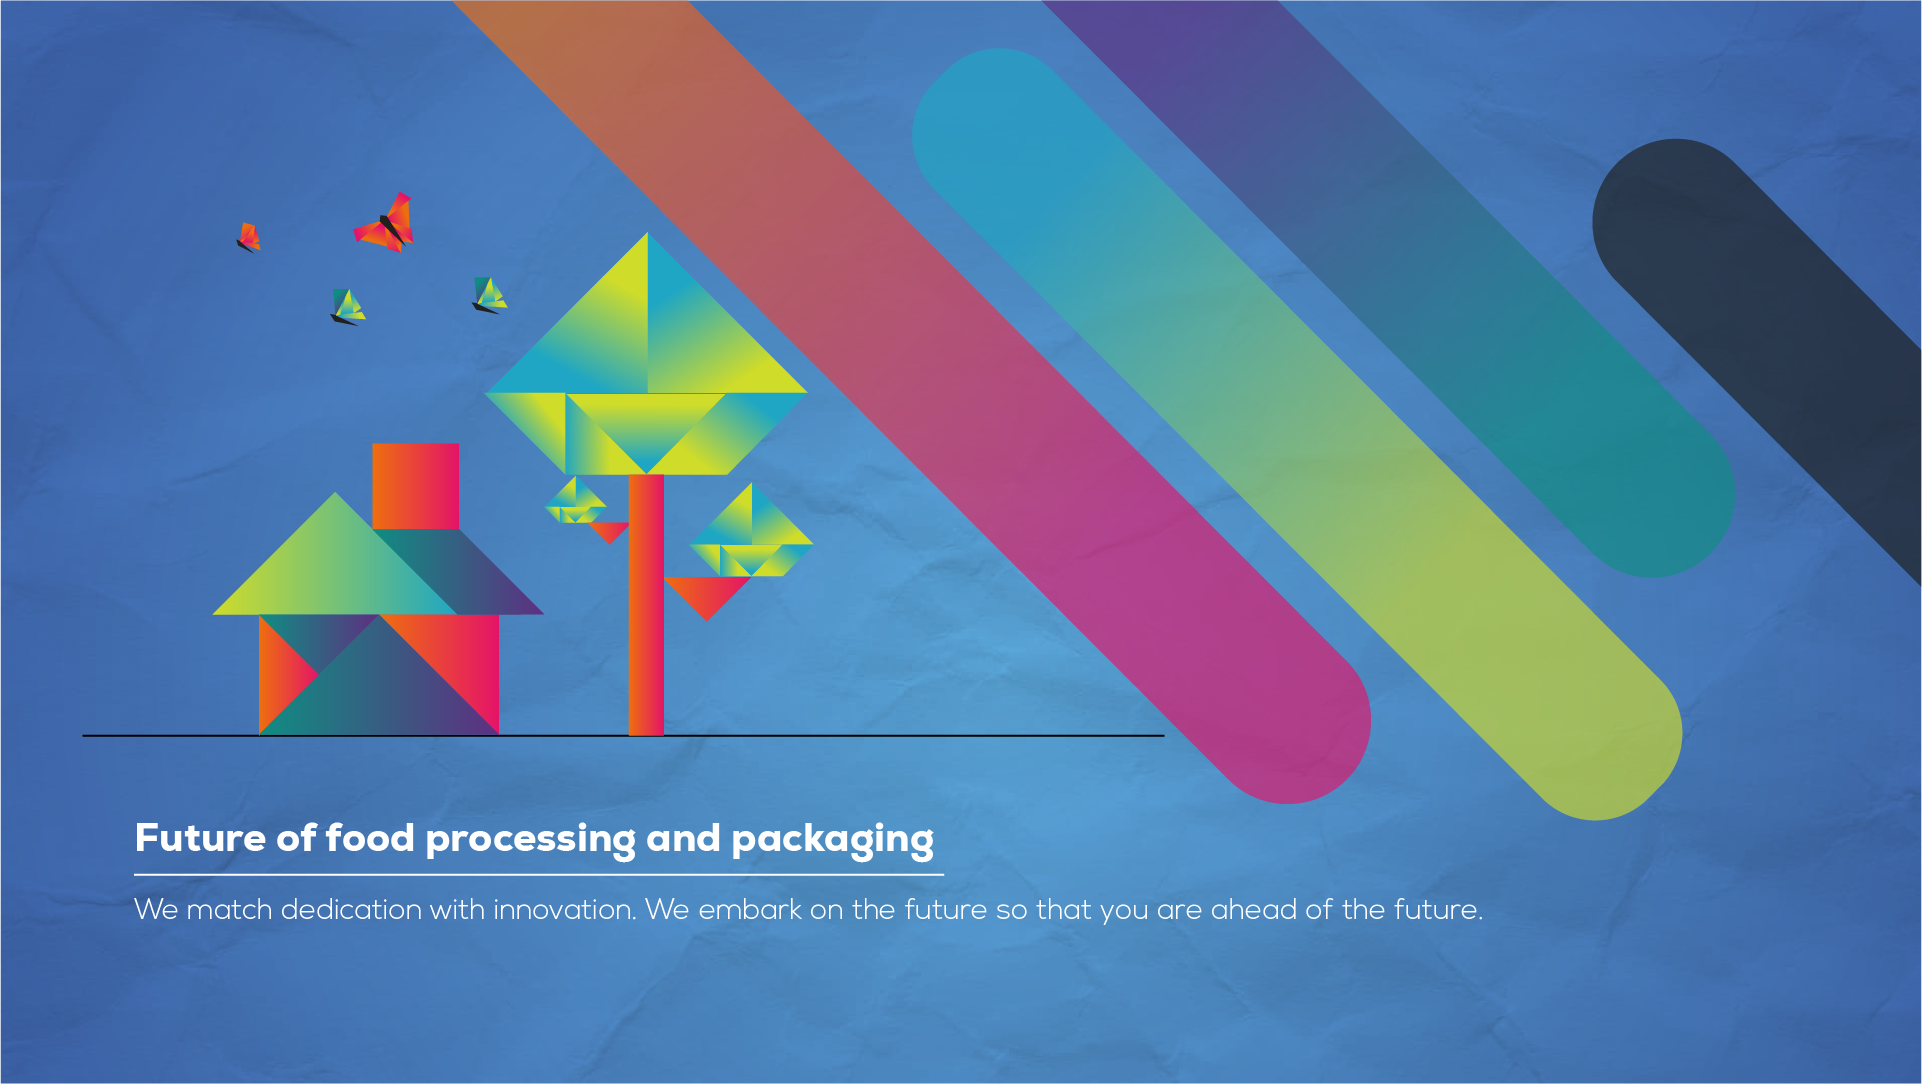 Future of food processing and packaging
We match dedication with innovation. We embark on the future so that you are ahead of the future.